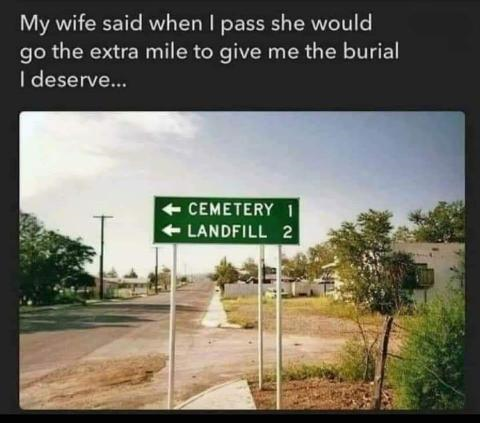 My wife said when I pass she would
go the extra mile to give me the burial
I deserve...
← CEMETERY 1
← LANDFILL 2